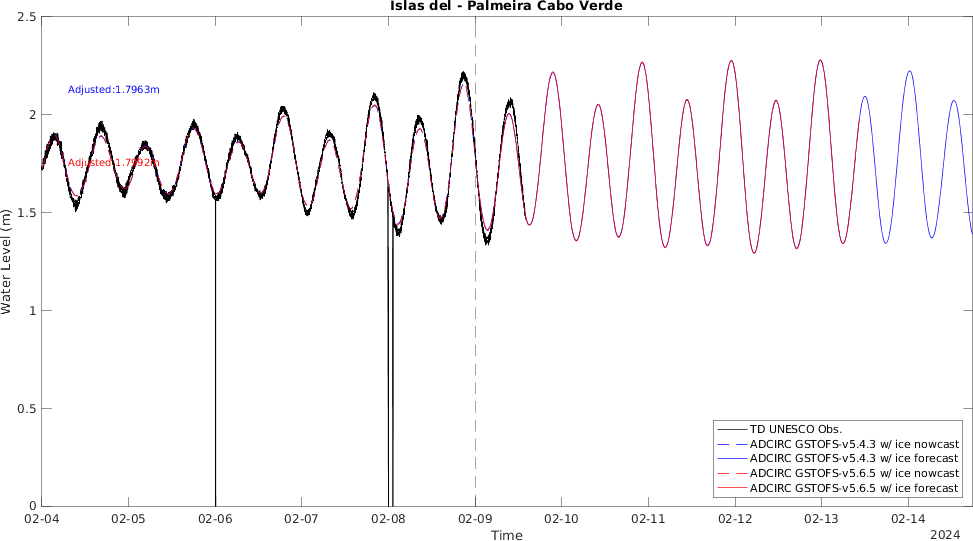 Islas del - Palmeira Cabo Verde
2.5
2
1.5
1
0.5
0
Water Level (m)
Adjusted:1.7963m
Adjusted:1.7992m
TD UNESCO Obs.
ADCIRC GSTOFS-v5.4.3 w/ ice nowcast
ADCIRC GSTOFS-v5.4.3 w/ ice forecast
ADCIRC GSTOFS-v5.6.5 w/ ice nowcast
ADCIRC GSTOFS-v5.6.5 w/ ice forecast
02-04 02-05 02-06 02-07 02-08 02-09 02-10 02-11 02-12 02-13 02-14
Time
2024